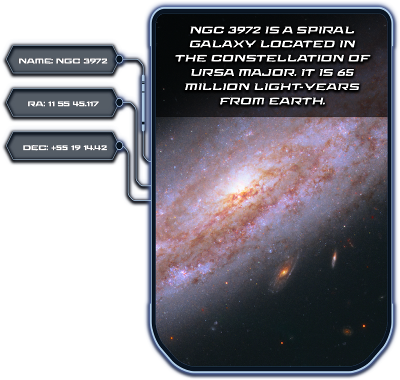 NGC 3972 IS A SPIRAL
GALAXY LOCATED IN
THE CONSTELLATION OF
URSA MAJOR. IT IS 65
MILLION LIGHT-YEARS
FROM EARTH.
NAME: NGC 3972
RA: 11 55 45.117
DEC: +55 19 14.42